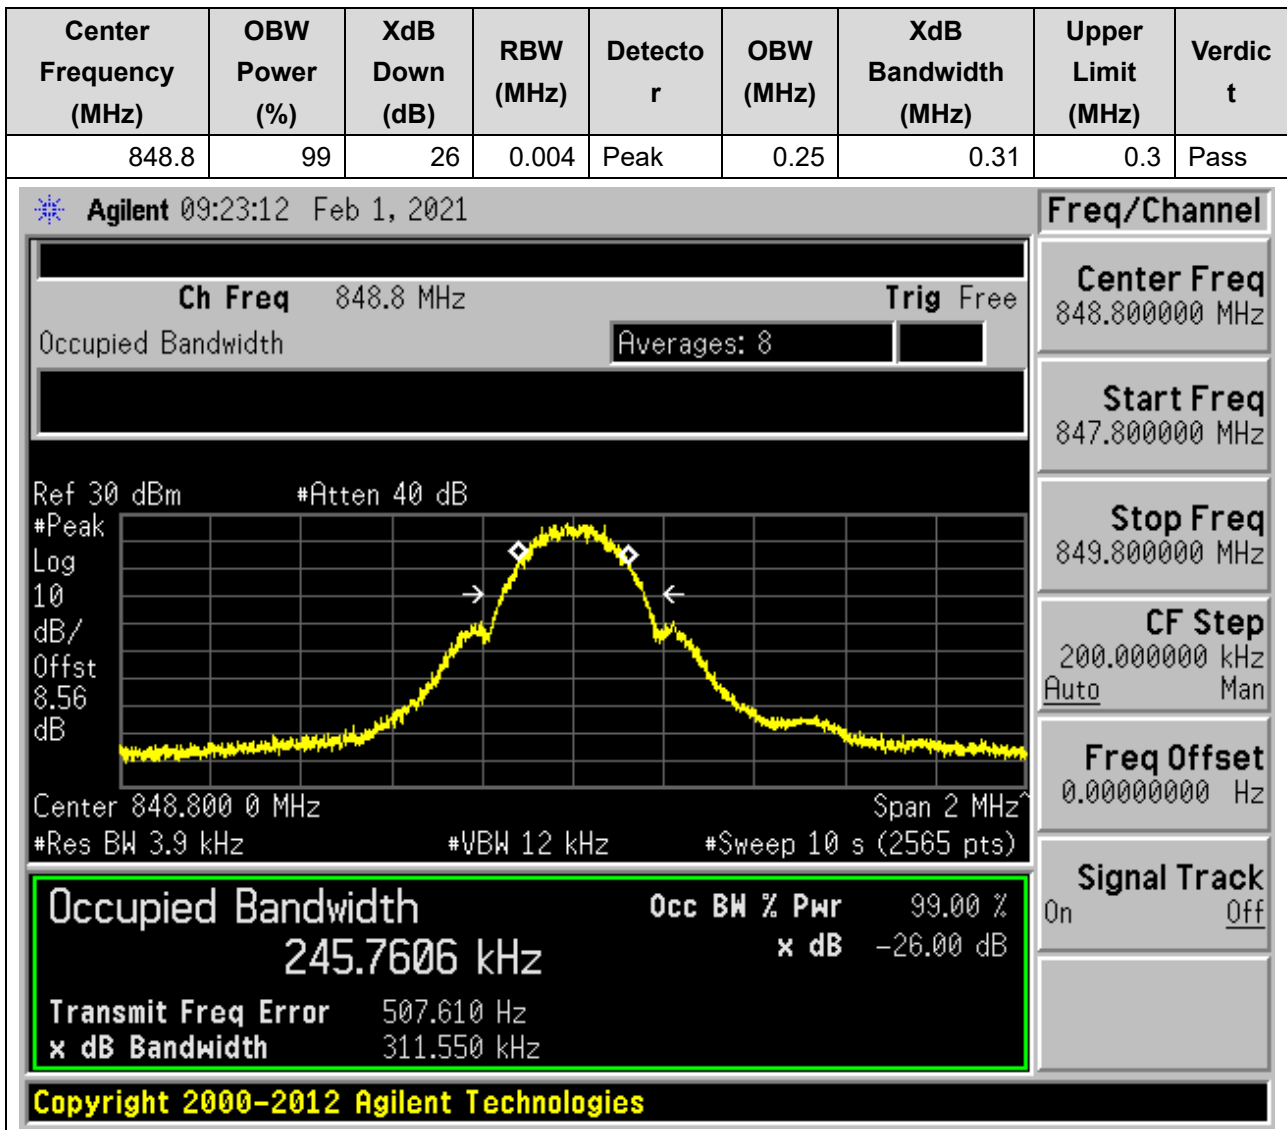 Center Frequency (MHz) OBW Power (%) XdB Down (dB) RBW (MHz) Detector OBW (MHz) XdB Bandwidth (MHz) Upper Limit (MHz) Verdict
848.8 99 26 0.004 Peak 0.25 0.31 0.3 Pass
Agilent 09:23:12 Feb 1, 2021
Ch Freq 848.8 MHz Trig Free
Occupied Bandwidth Averages: 8
Ref 30 dBm #Atten 40 dB
#Peak
Log
10
dB/
Offst
8.56
dB
Center 848.800 0 MHz Span 2 MHz^
#Res BW 3.9 kHz #VBW 12 kHz #Sweep 10 s (2565 pts)
Occupied Bandwidth Occ BW % Pwr 99.00 %
245.7606 kHz x dB -26.00 dB
Transmit Freq Error 507.610 Hz
x dB Bandwidth 311.550 kHz
Copyright 2000-2012 Agilent Technologies
Freq/Channel
Center Freq
848.800000 MHz
Start Freq
847.800000 MHz
Stop Freq
849.800000 MHz
CF Step
200.000000 kHz
Auto Man
Freq Offset
0.00000000 Hz
Signal Track
On Off